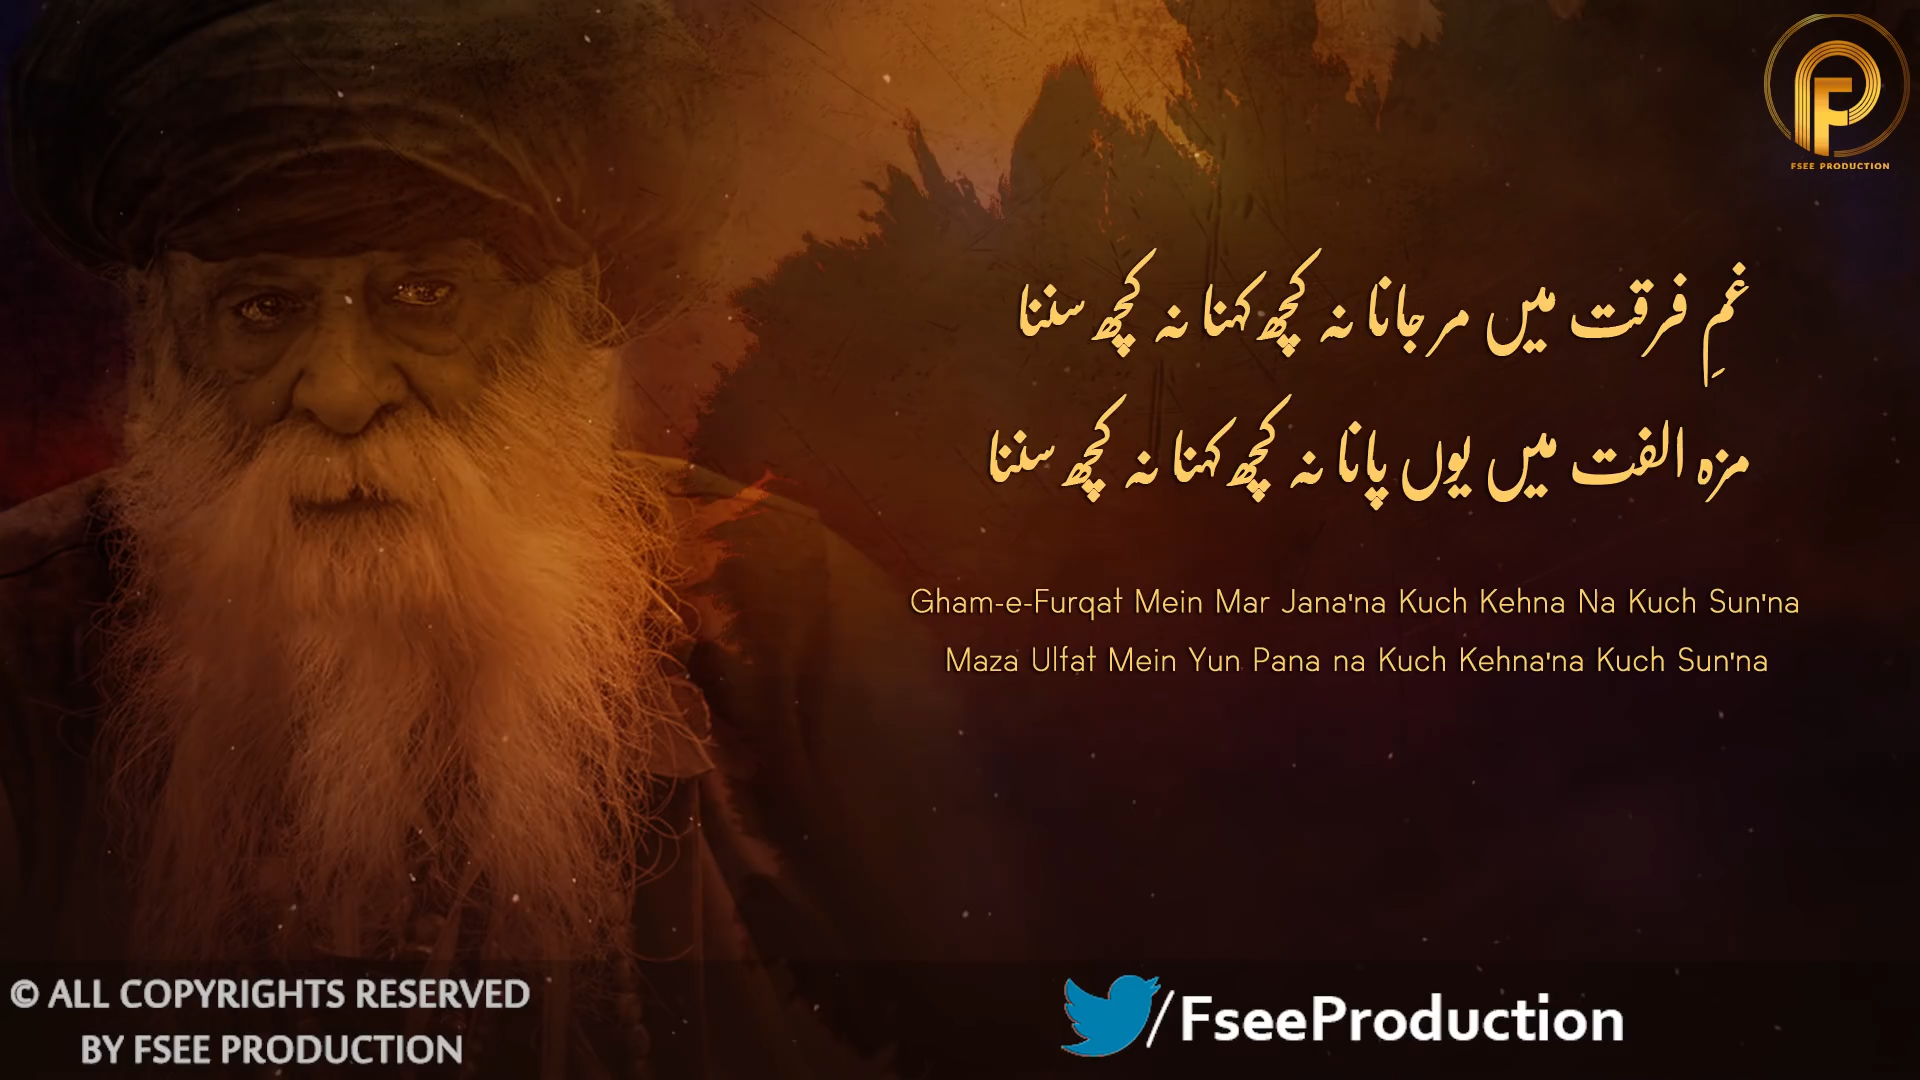 FSEE PRODUCTION
غمِ فرقت میں مر جانا نہ کچھ کہنا نہ کچھ سننا
مزہ الفت میں یوں پانا نہ کچھ کہنا نہ کچھ سننا
Gham-e-Furqat Mein Mar Jana'na Kuch Kehna Na Kuch Sun'na
Maza Ulfat Mein Yun Pana na Kuch Kehna'na Kuch Sun'na
© ALL COPYRIGHTS RESERVED
BY FSEE PRODUCTION
/FseeProduction